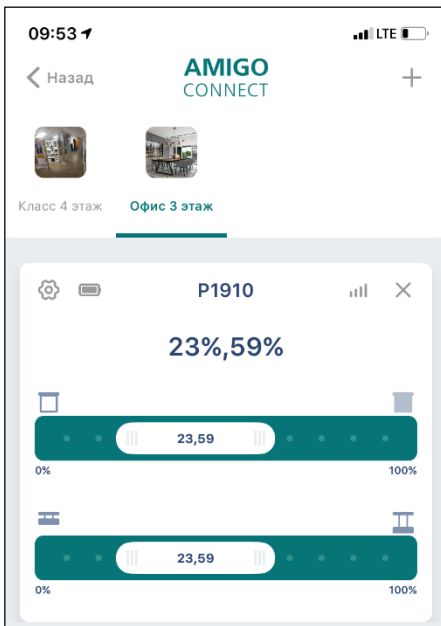 09:53 LTE
Назад
AMIGO
CONNECT
Класс 4 этаж
Офис 3 этаж
P1910
23%,59%
23,59
0% 100%
23,59
0% 100%